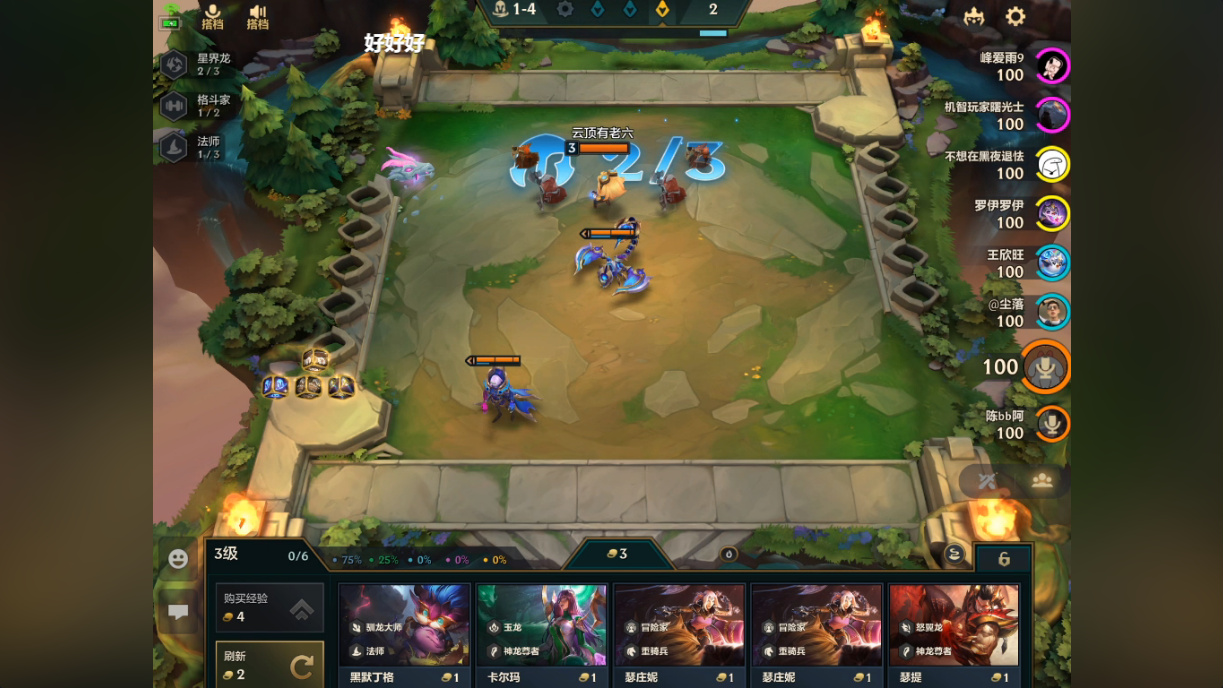 搭档
搭档
1-4
2
好好好
星界龙
2 / 3
格斗家
1 / 2
法师
1 / 3
云顶有老六
3
2/3
峰爱雨9
100
机智玩家曙光士
100
不想在黑夜退怯
100
罗伊罗伊
100
王欣旺
100
@尘落
100
100
陈bb阿
100
3级
0/6
75%
25%
0%
0%
0%
3
0
6
购买经验
4
刷新
2
驯龙大师
法师
黑默丁格
1
玉龙
神龙尊者
卡尔玛
1
冒险家
重骑兵
瑟庄妮
1
冒险家
重骑兵
瑟庄妮
1
怒翼龙
神龙尊者
瑟提
1